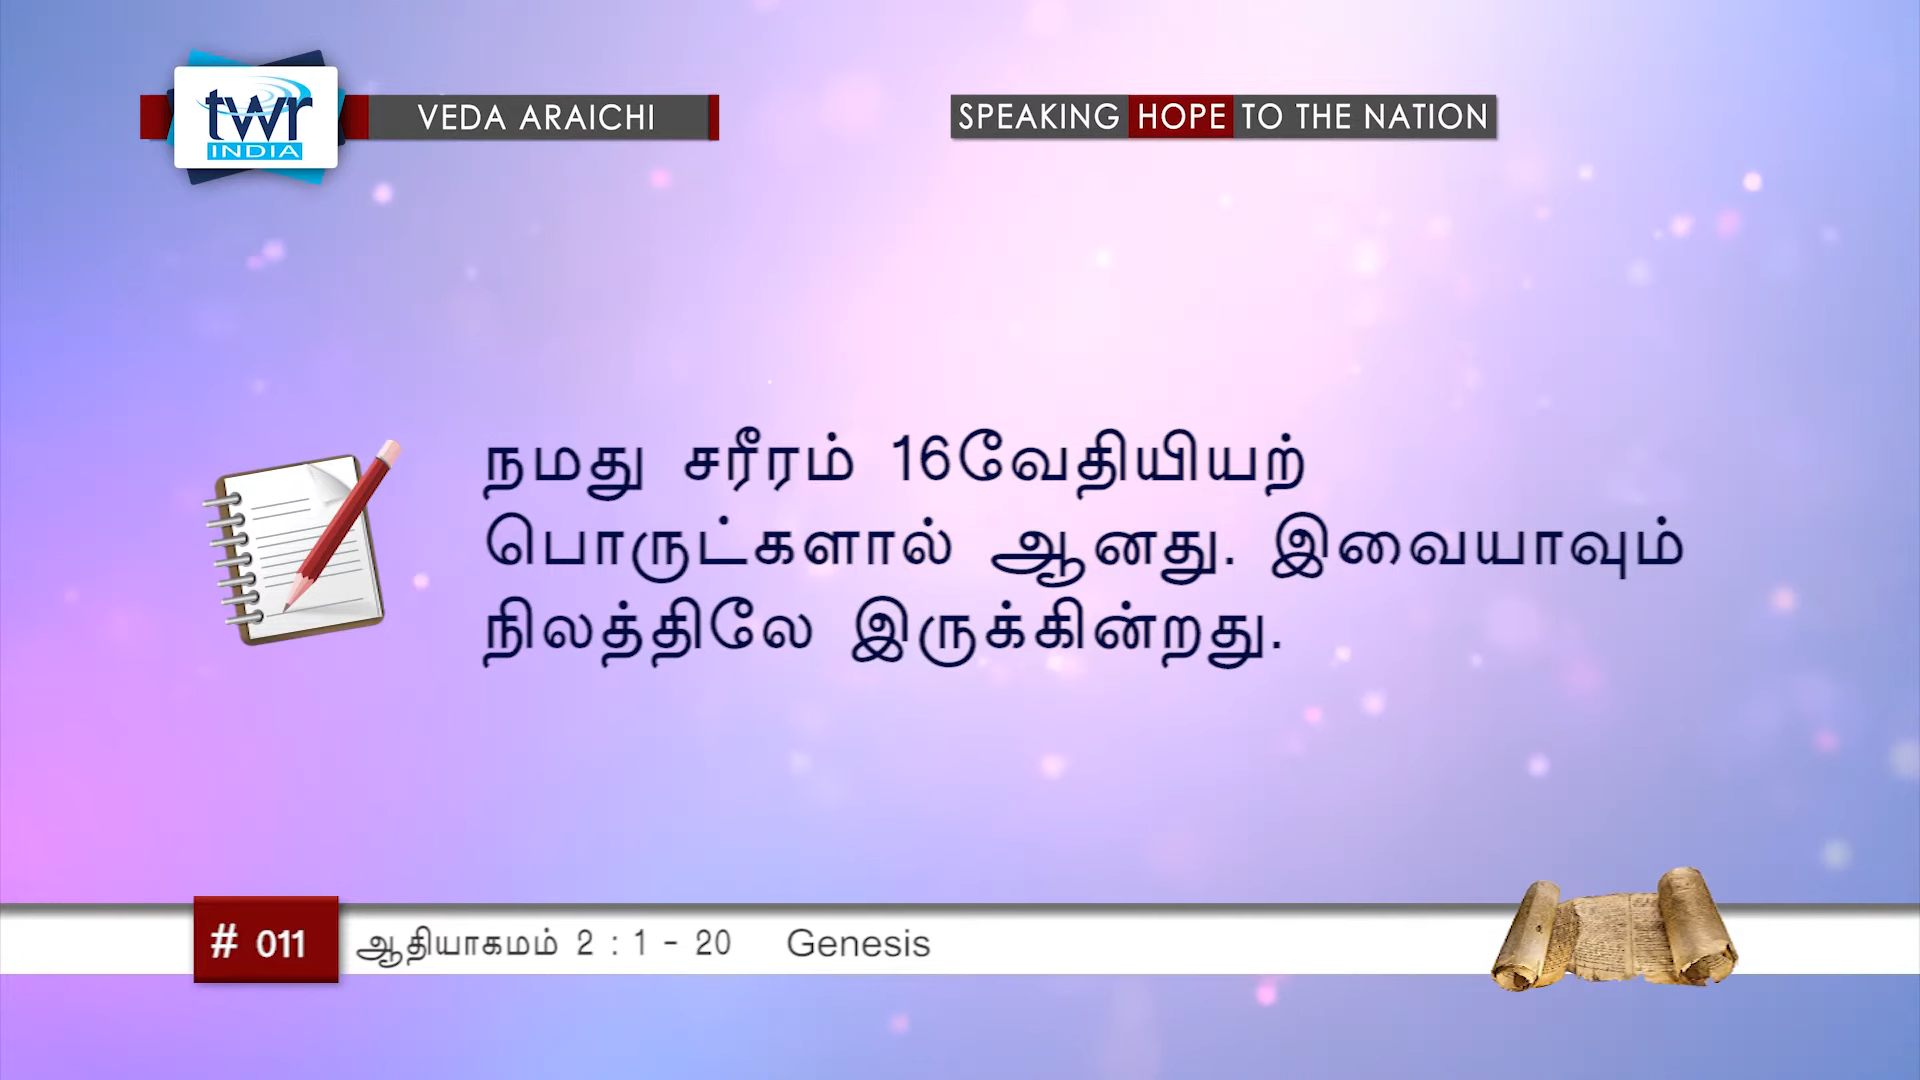 twr
INDIA
VEDA ARAICHI
SPEAKING HOPE TO THE NATION
நமது சரீரம் 16வேதியியற்
பொருட்களால் ஆனது. இவையாவும்
நிலத்திலே இருக்கின்றது.
# 011 ஆதியாகமம் 2 : 1 - 20 Genesis